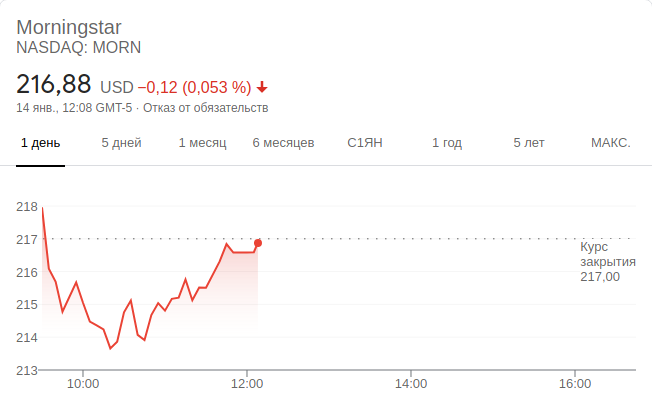 Morningstar
NASDAQ: MORN
216,88 USD −0,12 (0,053 %)
14 янв., 12:08 GMT-5 · Отказ от обязательств
1 день 5 дней 1 месяц 6 месяцев С1ЯН 1 год 5 лет МАКС.
218
217
Курс
закрытия
217,00
216
215
214
213
10:00 12:00 14:00 16:00